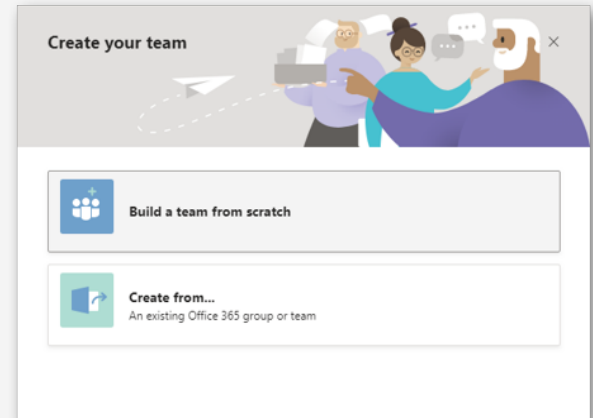 Create your team
Build a team from scratch
Create from...
An existing Office 365 group or team